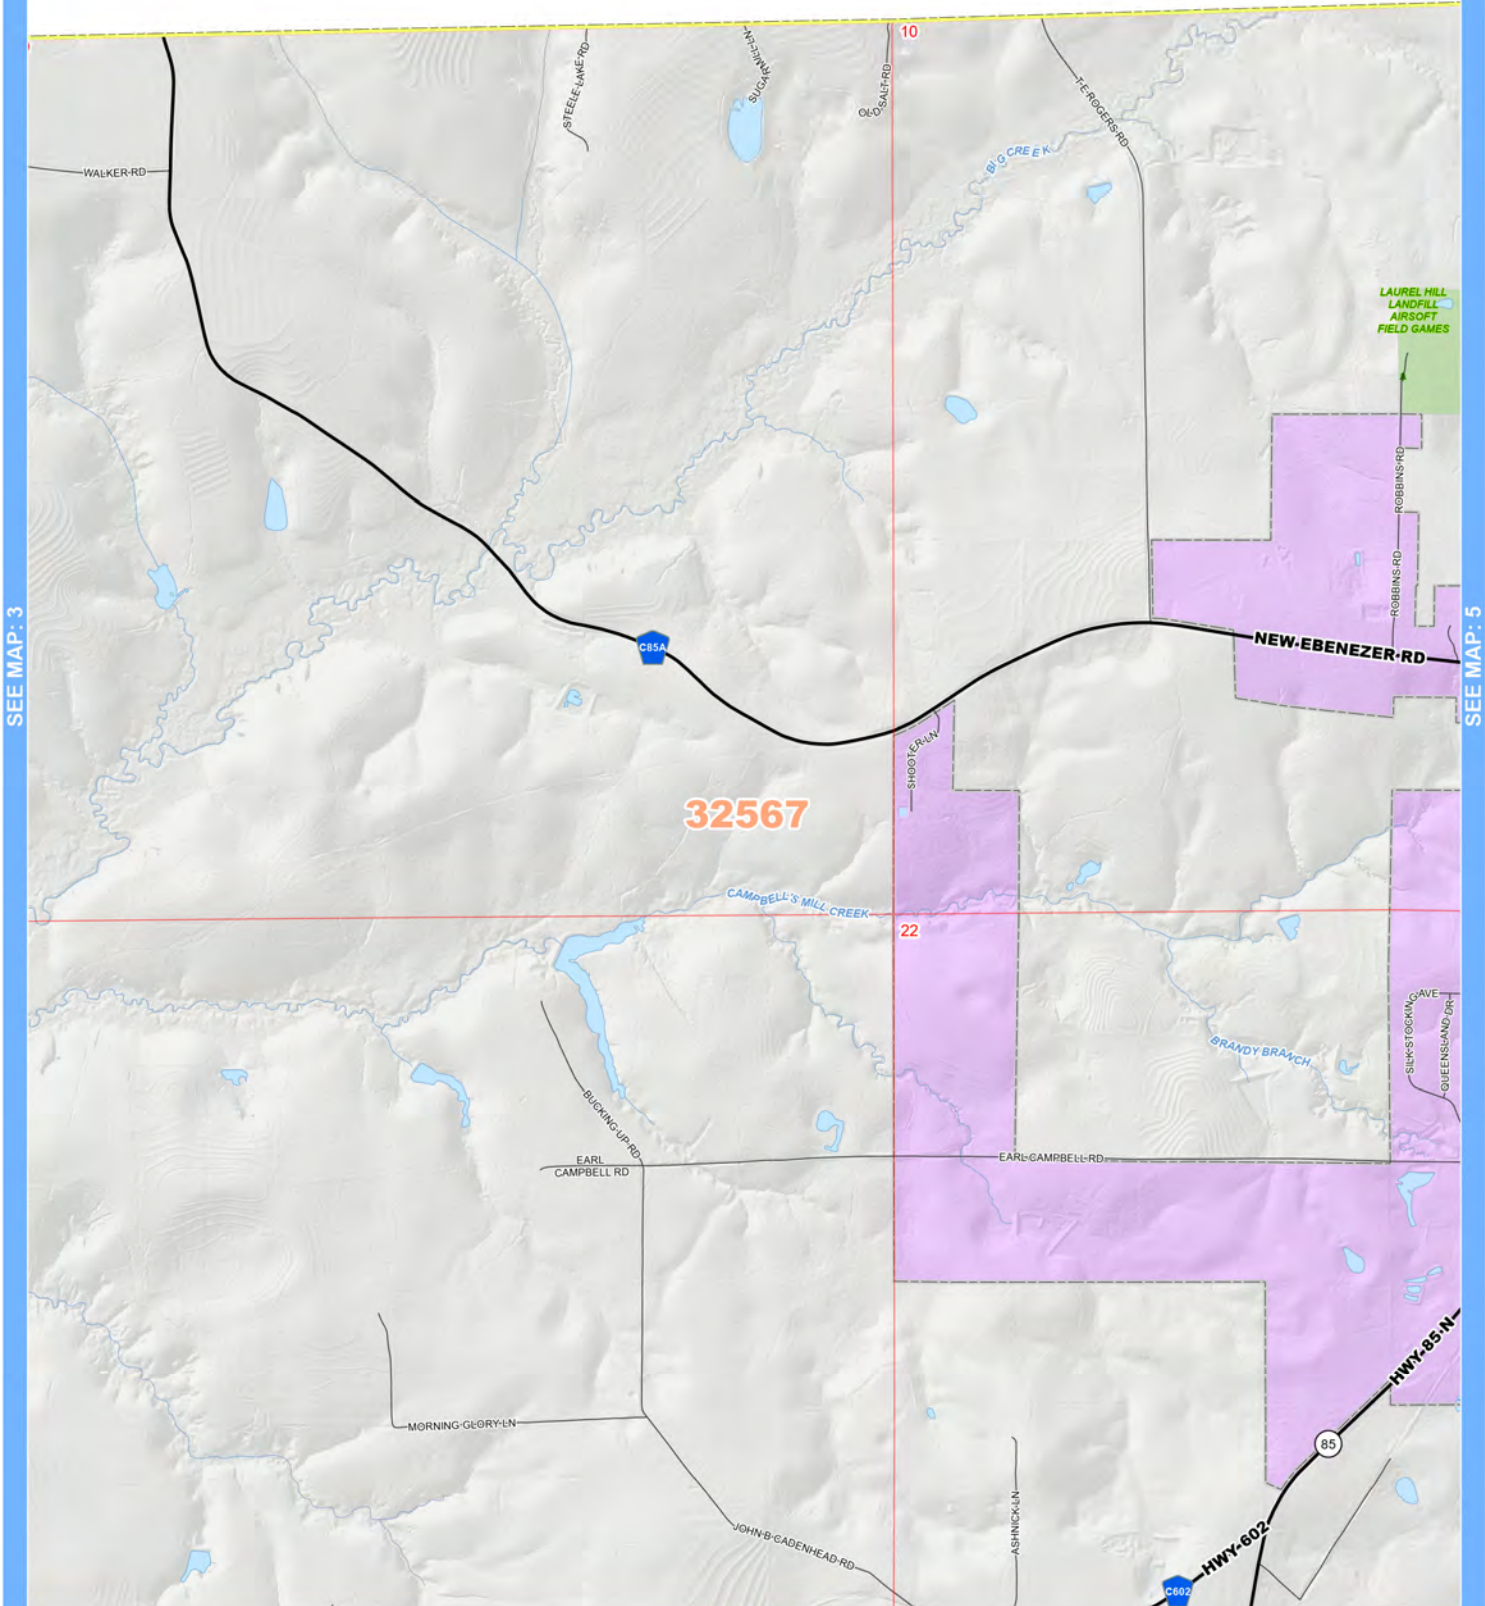 10
STEELE LAKE RD
SUGARMILL LN
OLD SALT RD
T E ROGERS RD
BIG CREEK
WALKER RD
LAUREL HILL
LANDFILL
AIRSOFT
FIELD GAMES
ROBBINS RD
ROBBINS RD
SEE MAP: 3
SEE MAP: 5
C85A
NEW EBENEZER RD
SHOOTER LN
32567
CAMPBELL'S MILL CREEK
22
SILK STOCKING AVE
QUEENSLAND DR
BRANDY BRANCH
BUCKING UP RD
EARL
CAMPBELL RD
EARL CAMPBELL RD
HWY 85 N
MORNING GLORY LN
85
ASHNICK LN
JOHN B CADENHEAD RD
HWY 602
C602